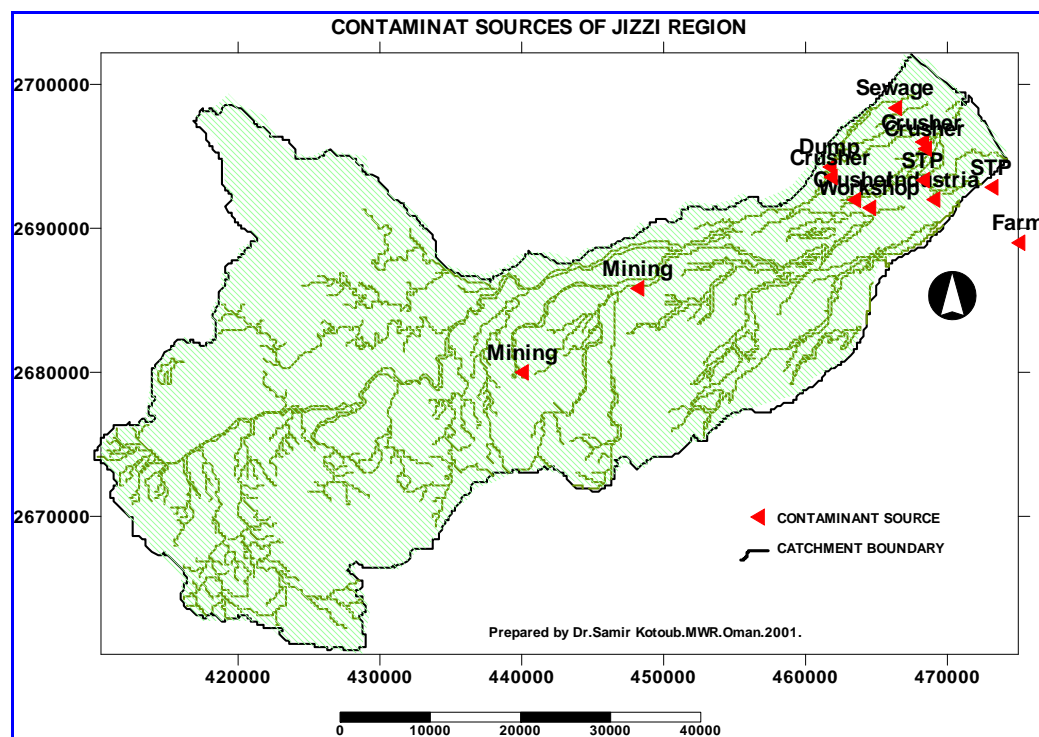 CONTAMINAT SOURCES OF JIZZI REGION
2700000
2690000
2680000
2670000
Sewage
Crusher
Crusher
Dump
Crusher
STP
STP
Workshop
Farm
Mining
Mining
CONTAMINANT SOURCE
CATCHMENT BOUNDARY
Prepared by Dr.Samir Kotoub.MWR.Oman.2001.
420000 430000 440000 450000 460000 470000
0 10000 20000 30000 40000